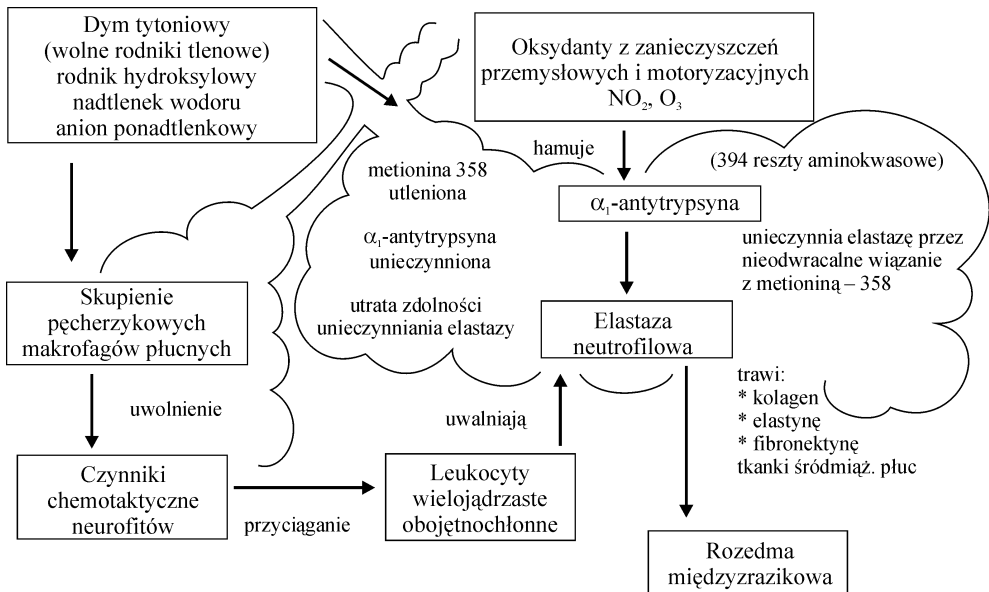 Dym tytoniowy
(wolne rodniki tlenowe)
rodnik hydroksylowy
nadtlenek wodoru
anion ponadtlenkowy
Oksydanty z zanieczyszczeń
przemysłowych i motoryzacyjnych
NO₂, O₃
hamuje
(394 reszty aminokwasowe)
metionina 358
utleniona
α₁-antytrypsyna
unieczynniona
utrata zdolności
unieczynniania elastazy
α₁-antytrypsyna
unieczynnia elastazę przez
nieodwracalne wiązanie
z metioniną – 358
Skupienie
pęcherzykowych
makrofagów płucnych
Elastaza
neutrofilowa
trawi:
* kolagen
* elastynę
* fibronektynę
tkanki śródmiąż. płuc
uwolnienie
uwalniają
Czynniki
chemotaktyczne
neurofitów
przyciąganie
Leukocyty
wielojądrzaste
obojętnochłonne
Rozedma
międzyzrazikowa